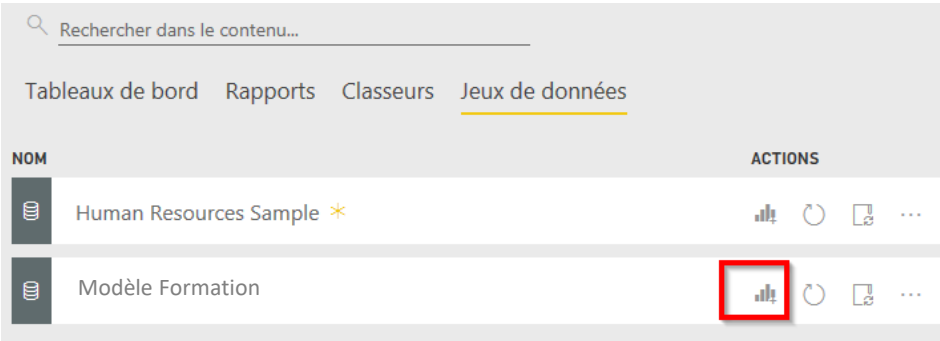 Rechercher dans le contenu...
Tableaux de bord Rapports Classeurs Jeux de données
NOM ACTIONS
Human Resources Sample
Modèle Formation